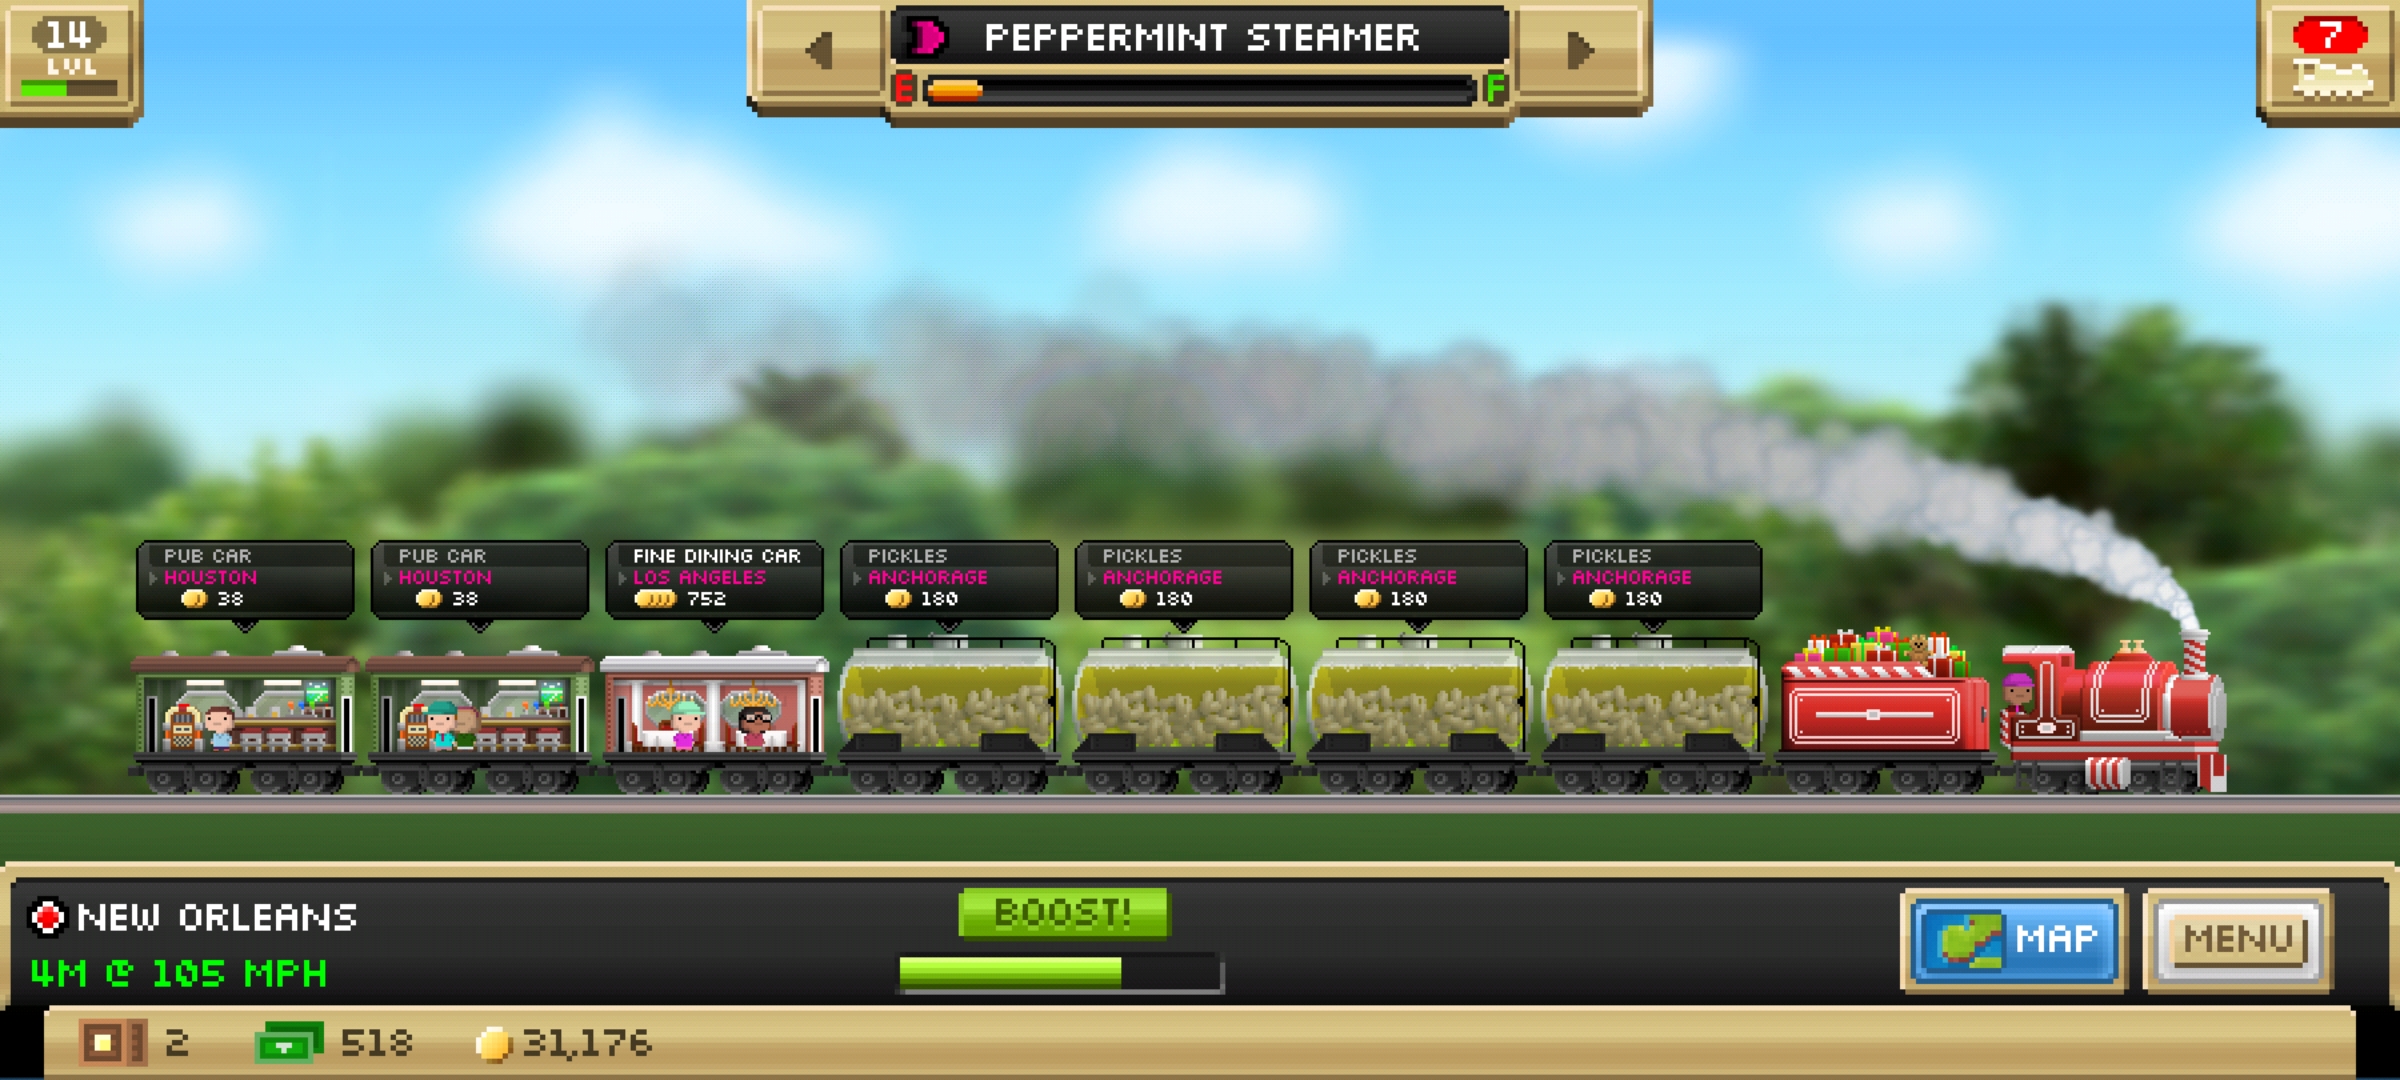 14
LVL
PEPPERMINT STEAMER
E
F
7
PUB CAR
HOUSTON
38
PUB CAR
HOUSTON
38
FINE DINING CAR
LOS ANGELES
752
PICKLES
ANCHORAGE
180
PICKLES
ANCHORAGE
180
PICKLES
ANCHORAGE
180
PICKLES
ANCHORAGE
180
NEW ORLEANS
4M @ 105 MPH
BOOST!
MAP
MENU
2
518
31,176